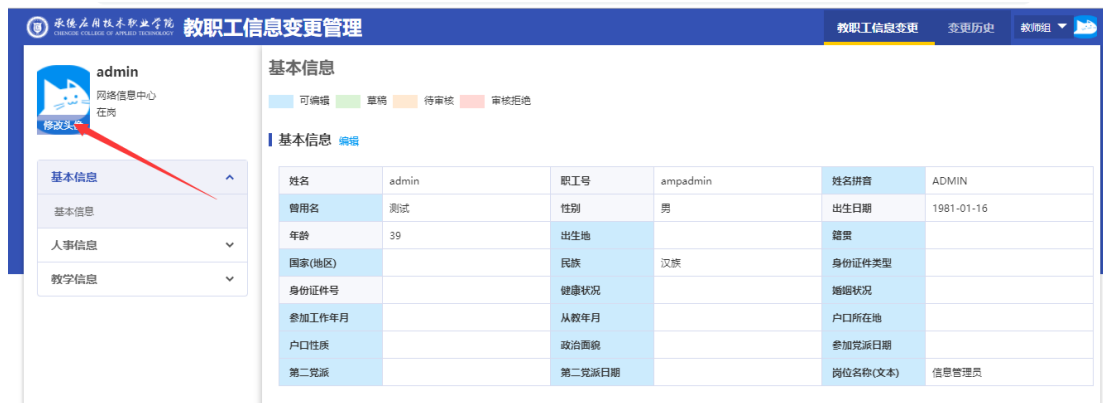 承德应用技术职业学院 教职工信息变更管理 教职工信息变更 变更历史 教师组
CHENGDE COLLEGE OF APPLIED TECHNOLOGY
admin
网络信息中心
在岗
修改头像
基本信息
基本信息
人事信息
教学信息
基本信息
可编辑 草稿 待审核 审核拒绝
基本信息 编辑
姓名 admin 职工号 ampadmin 姓名拼音 ADMIN
曾用名 测试 性别 男 出生日期 1981-01-16
年龄 39 出生地 籍贯
国家(地区) 民族 汉族 身份证件类型
身份证件号 健康状况 婚姻状况
参加工作年月 从教年月 户口所在地
户口性质 政治面貌 参加党派日期
第二党派 第二党派日期 岗位名称(文本) 信息管理员